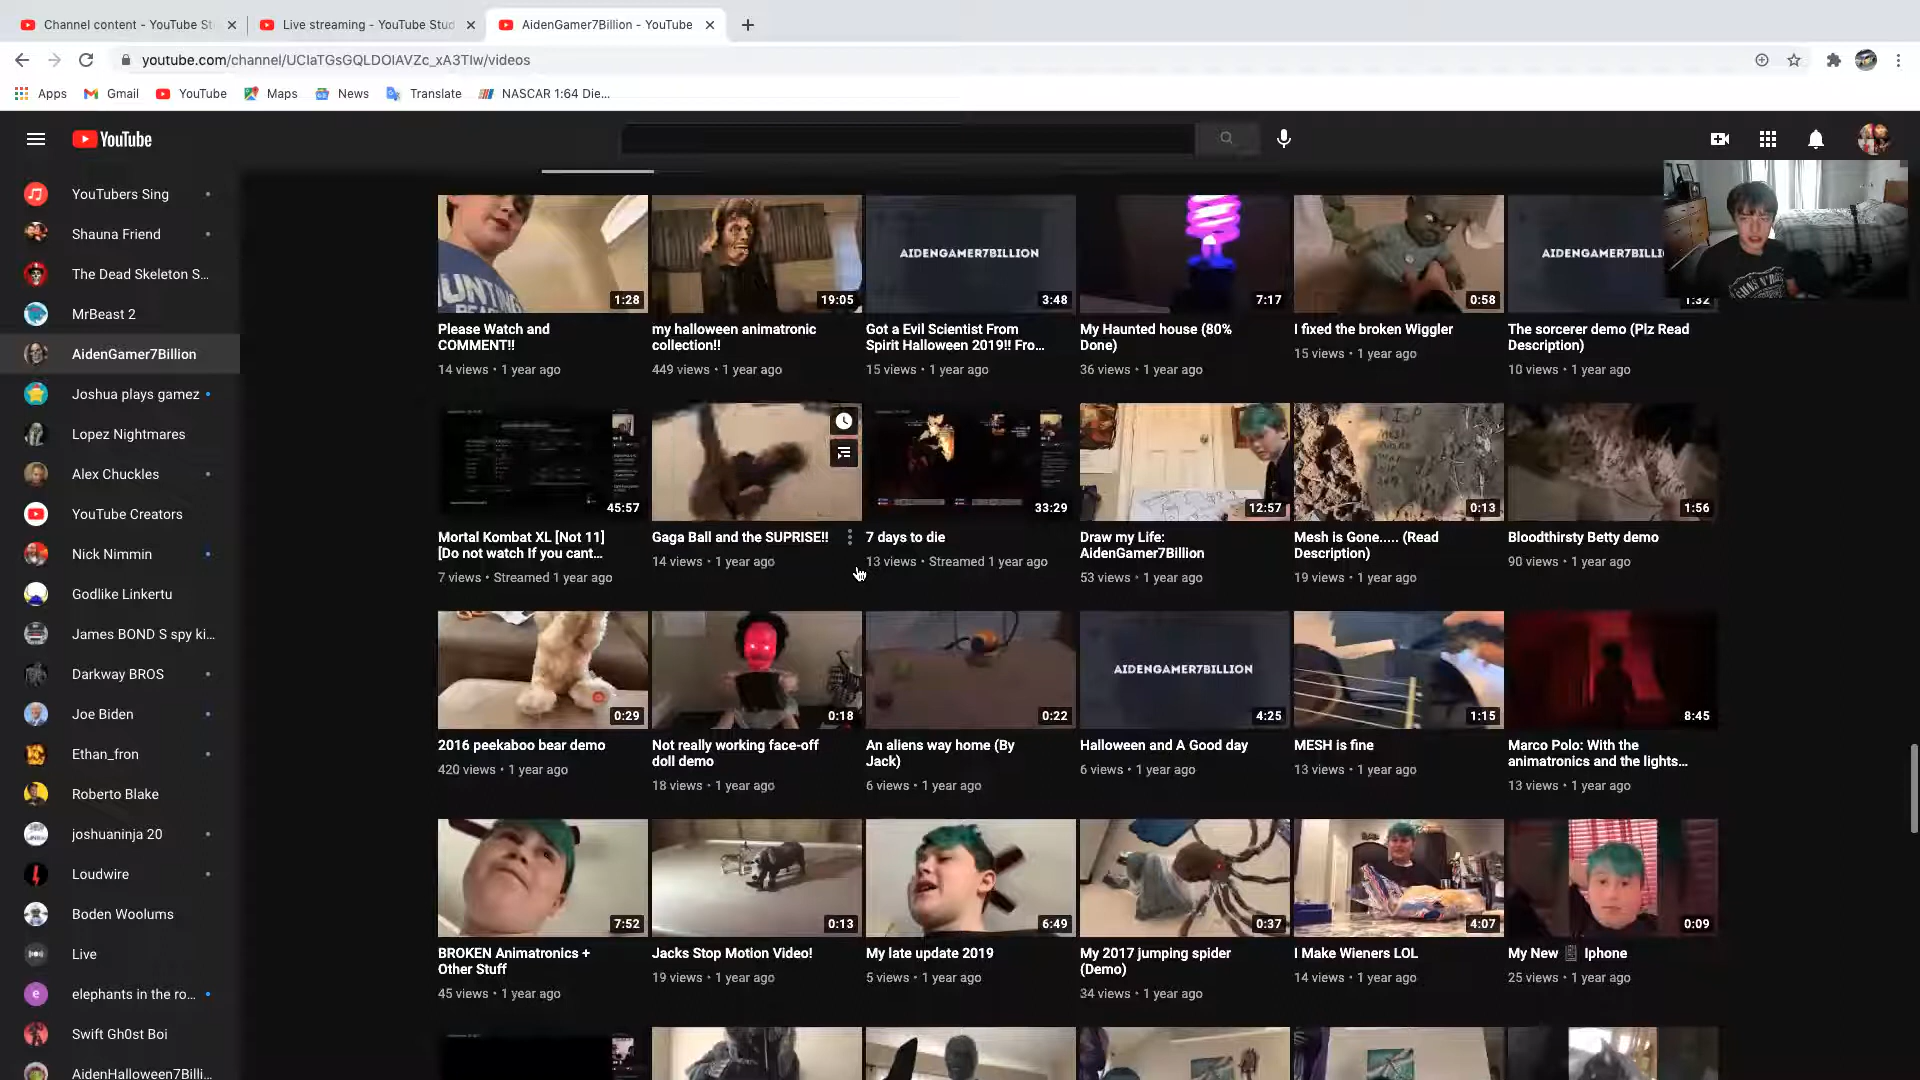 Channel content - YouTube St
Live streaming - YouTube Stud
AidenGamer7Billion - YouTube
youtube.com/channel/UCIaTGsGQLDOIAVZc_xA3TIw/videos
Apps
Gmail
YouTube
Maps
News
Translate
NASCAR 1:64 Die...
YouTube
YouTubers Sing
Shauna Friend
The Dead Skeleton S...
MrBeast 2
AidenGamer7Billion
Joshua plays gamez
Lopez Nightmares
Alex Chuckles
YouTube Creators
Nick Nimmin
Godlike Linkertu
James BOND S spy ki...
Darkway BROS
Joe Biden
Ethan_fron
Roberto Blake
joshuaninja 20
Loudwire
Boden Woolums
Live
elephants in the ro...
Swift Gh0st Boi
AidenHalloween7Billi...
1:28
19:05
AIDENGAMER7BILLION
3:48
7:17
0:58
AIDENGAMER7BILLI
1:32
GUNS N' ROSES
Please Watch and
COMMENT!!
14 views • 1 year ago
my halloween animatronic
collection!!
449 views • 1 year ago
Got a Evil Scientist From
Spirit Halloween 2019!! Fro...
15 views • 1 year ago
My Haunted house (80%
Done)
36 views • 1 year ago
I fixed the broken Wiggler
15 views • 1 year ago
The sorcerer demo (Plz Read
Description)
10 views • 1 year ago
45:57
33:29
12:57
0:13
1:56
Mortal Kombat XL [Not 11]
[Do not watch If you cant...
7 views • Streamed 1 year ago
Gaga Ball and the SUPRISE!!
14 views • 1 year ago
7 days to die
13 views • Streamed 1 year ago
Draw my Life:
AidenGamer7Billion
53 views • 1 year ago
Mesh is Gone..... (Read
Description)
19 views • 1 year ago
Bloodthirsty Betty demo
90 views • 1 year ago
0:29
0:18
0:22
AIDENGAMER7BILLION
4:25
1:15
8:45
2016 peekaboo bear demo
420 views • 1 year ago
Not really working face-off
doll demo
18 views • 1 year ago
An aliens way home (By
Jack)
6 views • 1 year ago
Halloween and A Good day
6 views • 1 year ago
MESH is fine
13 views • 1 year ago
Marco Polo: With the
animatronics and the lights...
13 views • 1 year ago
7:52
0:13
6:49
0:37
4:07
0:09
BROKEN Animatronics +
Other Stuff
45 views • 1 year ago
Jacks Stop Motion Video!
19 views • 1 year ago
My late update 2019
5 views • 1 year ago
My 2017 jumping spider
(Demo)
34 views • 1 year ago
I Make Wieners LOL
14 views • 1 year ago
My New 📱 Iphone
25 views • 1 year ago